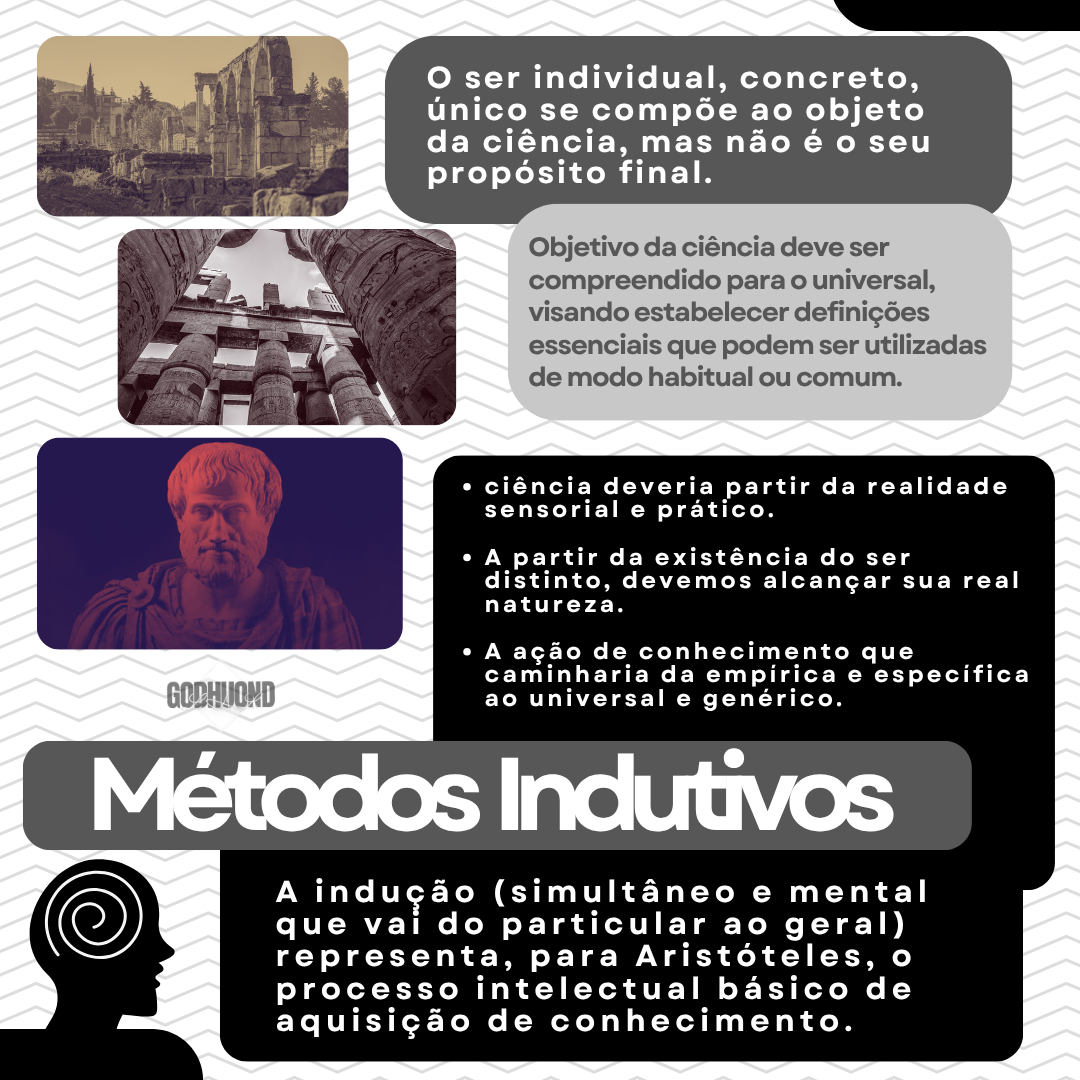 O ser individual, concreto,
único se compõe ao objeto
da ciência, mas não é o seu
propósito final.
Objetivo da ciência deve ser
compreendido para o universal,
visando estabelecer definições
essenciais que podem ser utilizadas
de modo habitual ou comum.
• ciência deveria partir da realidade
sensorial e prático.
• A partir da existência do ser
distinto, devemos alcançar sua real
natureza.
• A ação de conhecimento que
caminharia da empírica e específica
ao universal e genérico.
GODHUOND
Métodos Indutivos
A indução (simultâneo e mental
que vai do particular ao geral)
representa, para Aristóteles, o
processo intelectual básico de
aquisição de conhecimento.